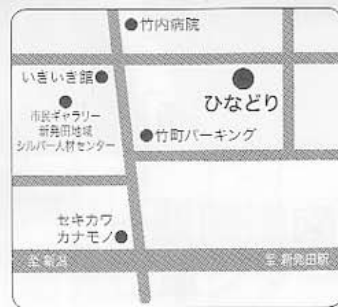 竹内病院
いきいき館
ひなどり
市民ギャラリー
新発田地域
シルバー人材センター
竹町パーキング
セキカワ
カナモノ
至 新潟
至 新発田駅